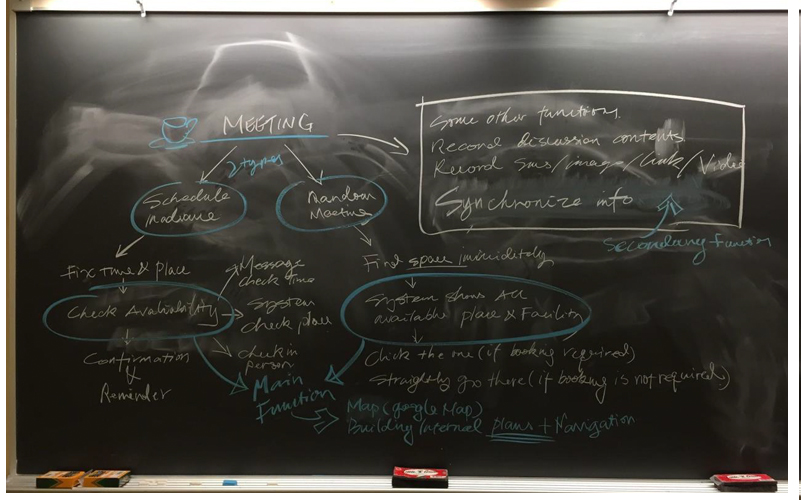 MEETING
2 types
Schedule
in advance
Random
Meeting
Some other functions.
Record discussion contents
Record sms/image/link/Video
Synchronize info
Secondary Function
Fix Time & place
Check Availability
Message
check time
System
check place
check in
person
Confirmation
&
Reminder
Find space immidietely
System shows All
available place & Facility
Click the one (if booking required)
Straightly go there (if booking is not required.)
Main
Function
Map (google Map)
Building internal plans + Navigation